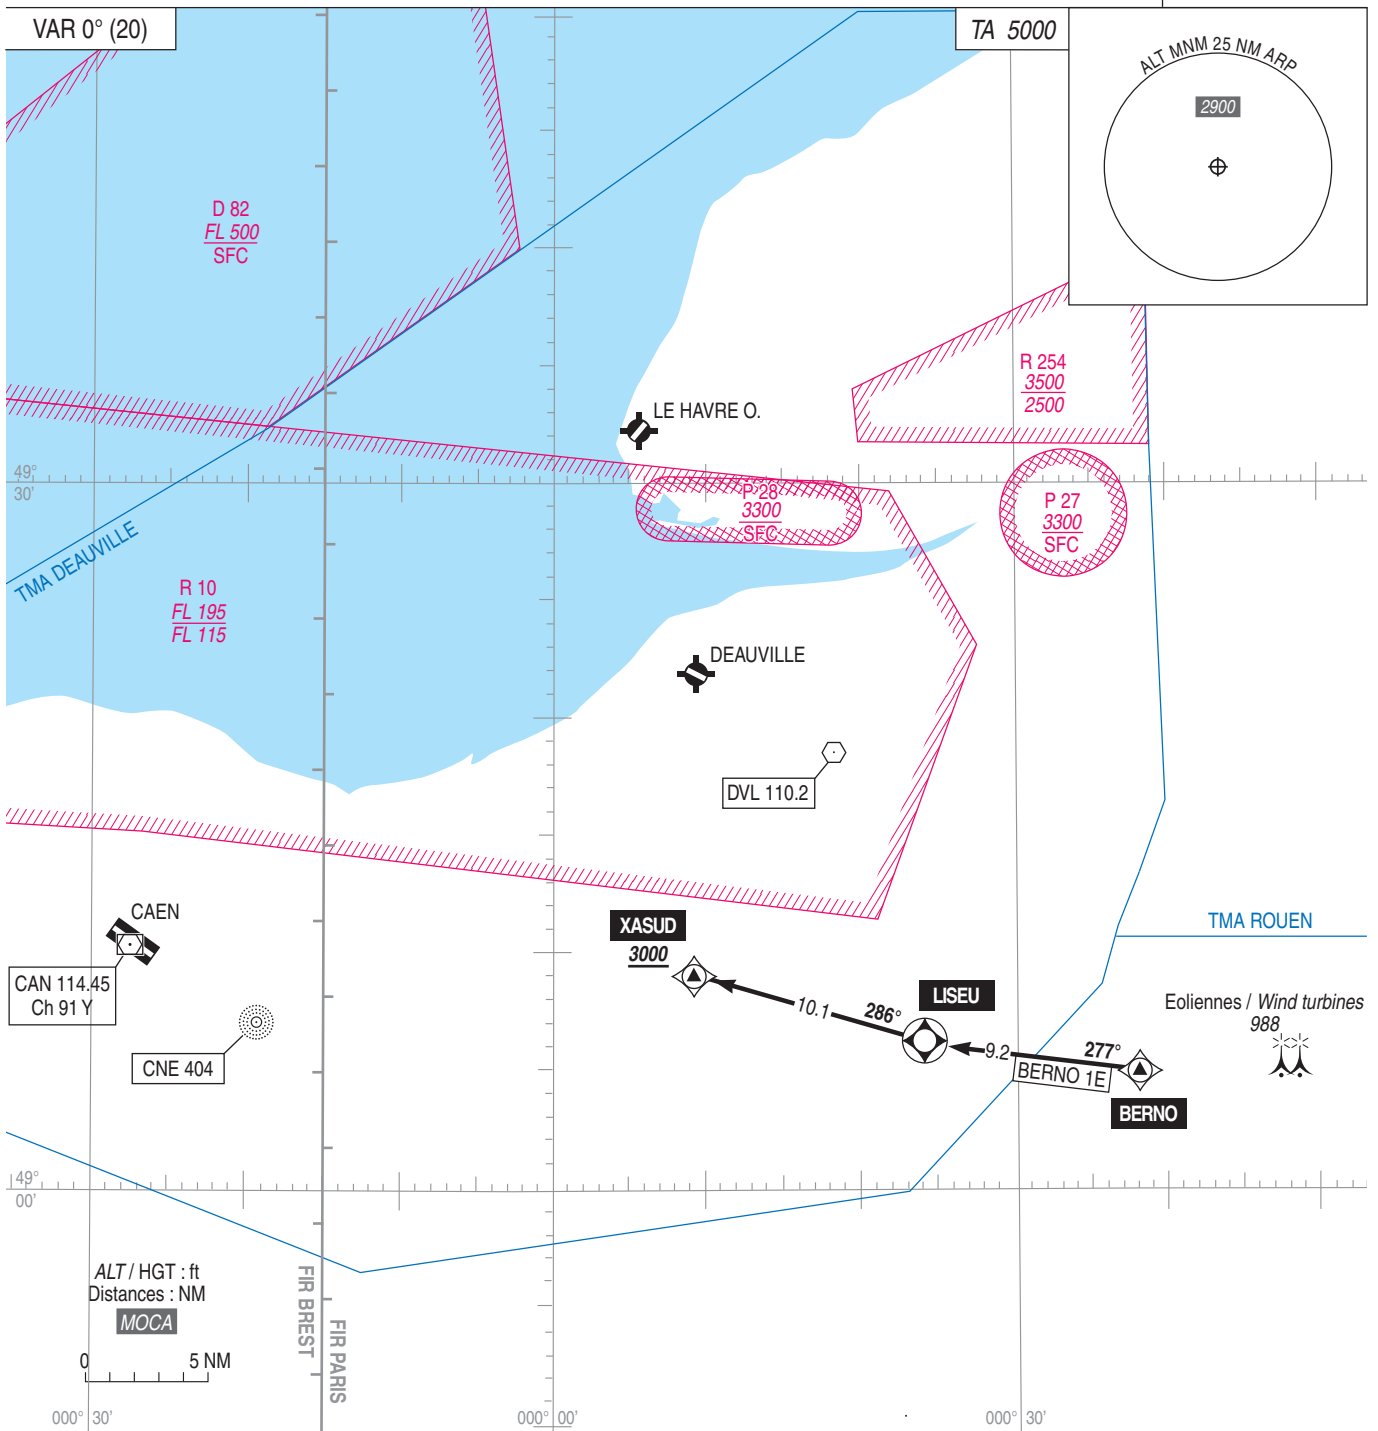 VAR 0° (20)
TA 5000
ALT MNM 25 NM ARP
2900
D 82
FL 500
SFC
R 254
3500
2500
LE HAVRE O.
49°
30'
P 28
3300
SFC
P 27
3300
SFC
TMA DEAUVILLE
R 10
FL 195
FL 115
DEAUVILLE
DVL 110.2
CAEN
CAN 114.45
Ch 91 Y
CNE 404
XASUD
3000
10.1
286°
LISEU
9.2
277°
BERNO 1E
BERNO
TMA ROUEN
Eoliennes / Wind turbines
988
49°
00'
ALT / HGT : ft
Distances : NM
MOCA
0 5 NM
FIR BREST
FIR PARIS
000° 30'
000° 00'
000° 30'